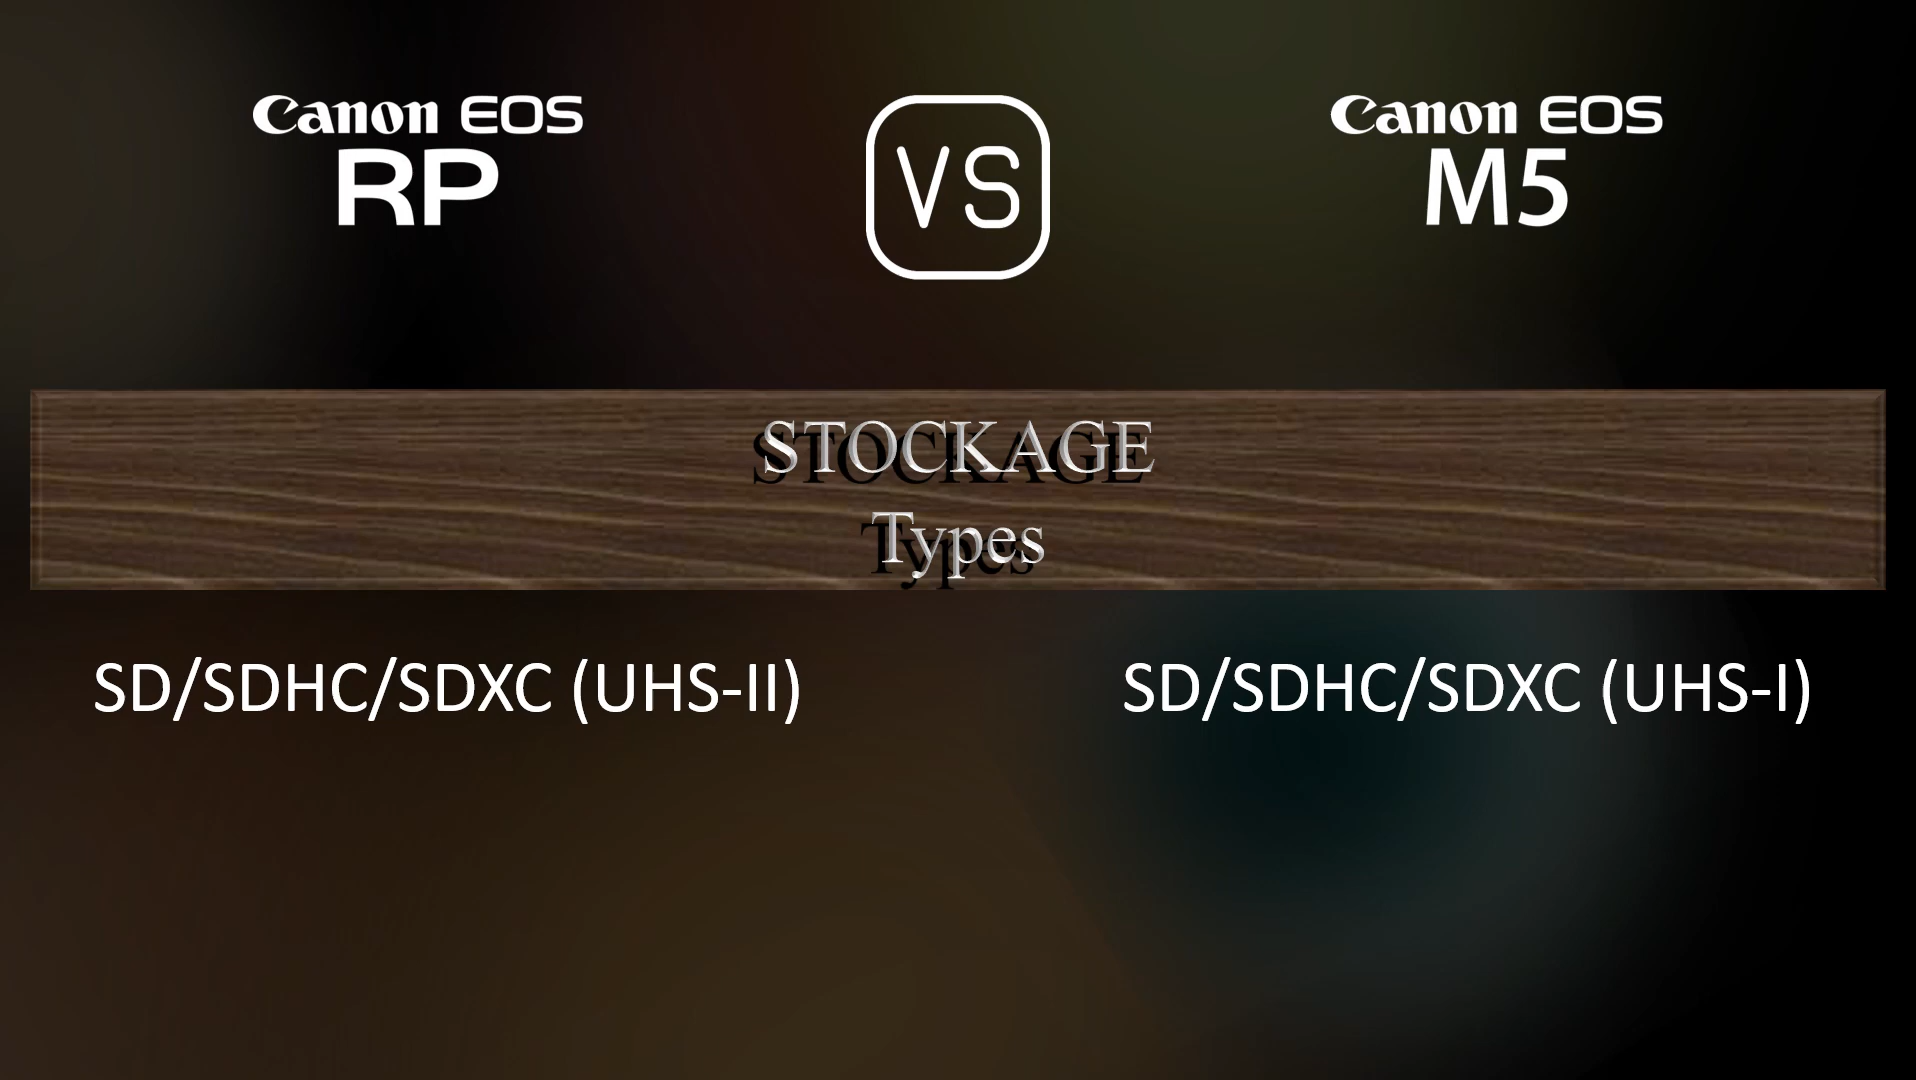 Canon EOS
RP
VS
Canon EOS
M5
STOCKAGE
Types
SD/SDHC/SDXC (UHS-II)
SD/SDHC/SDXC (UHS-I)